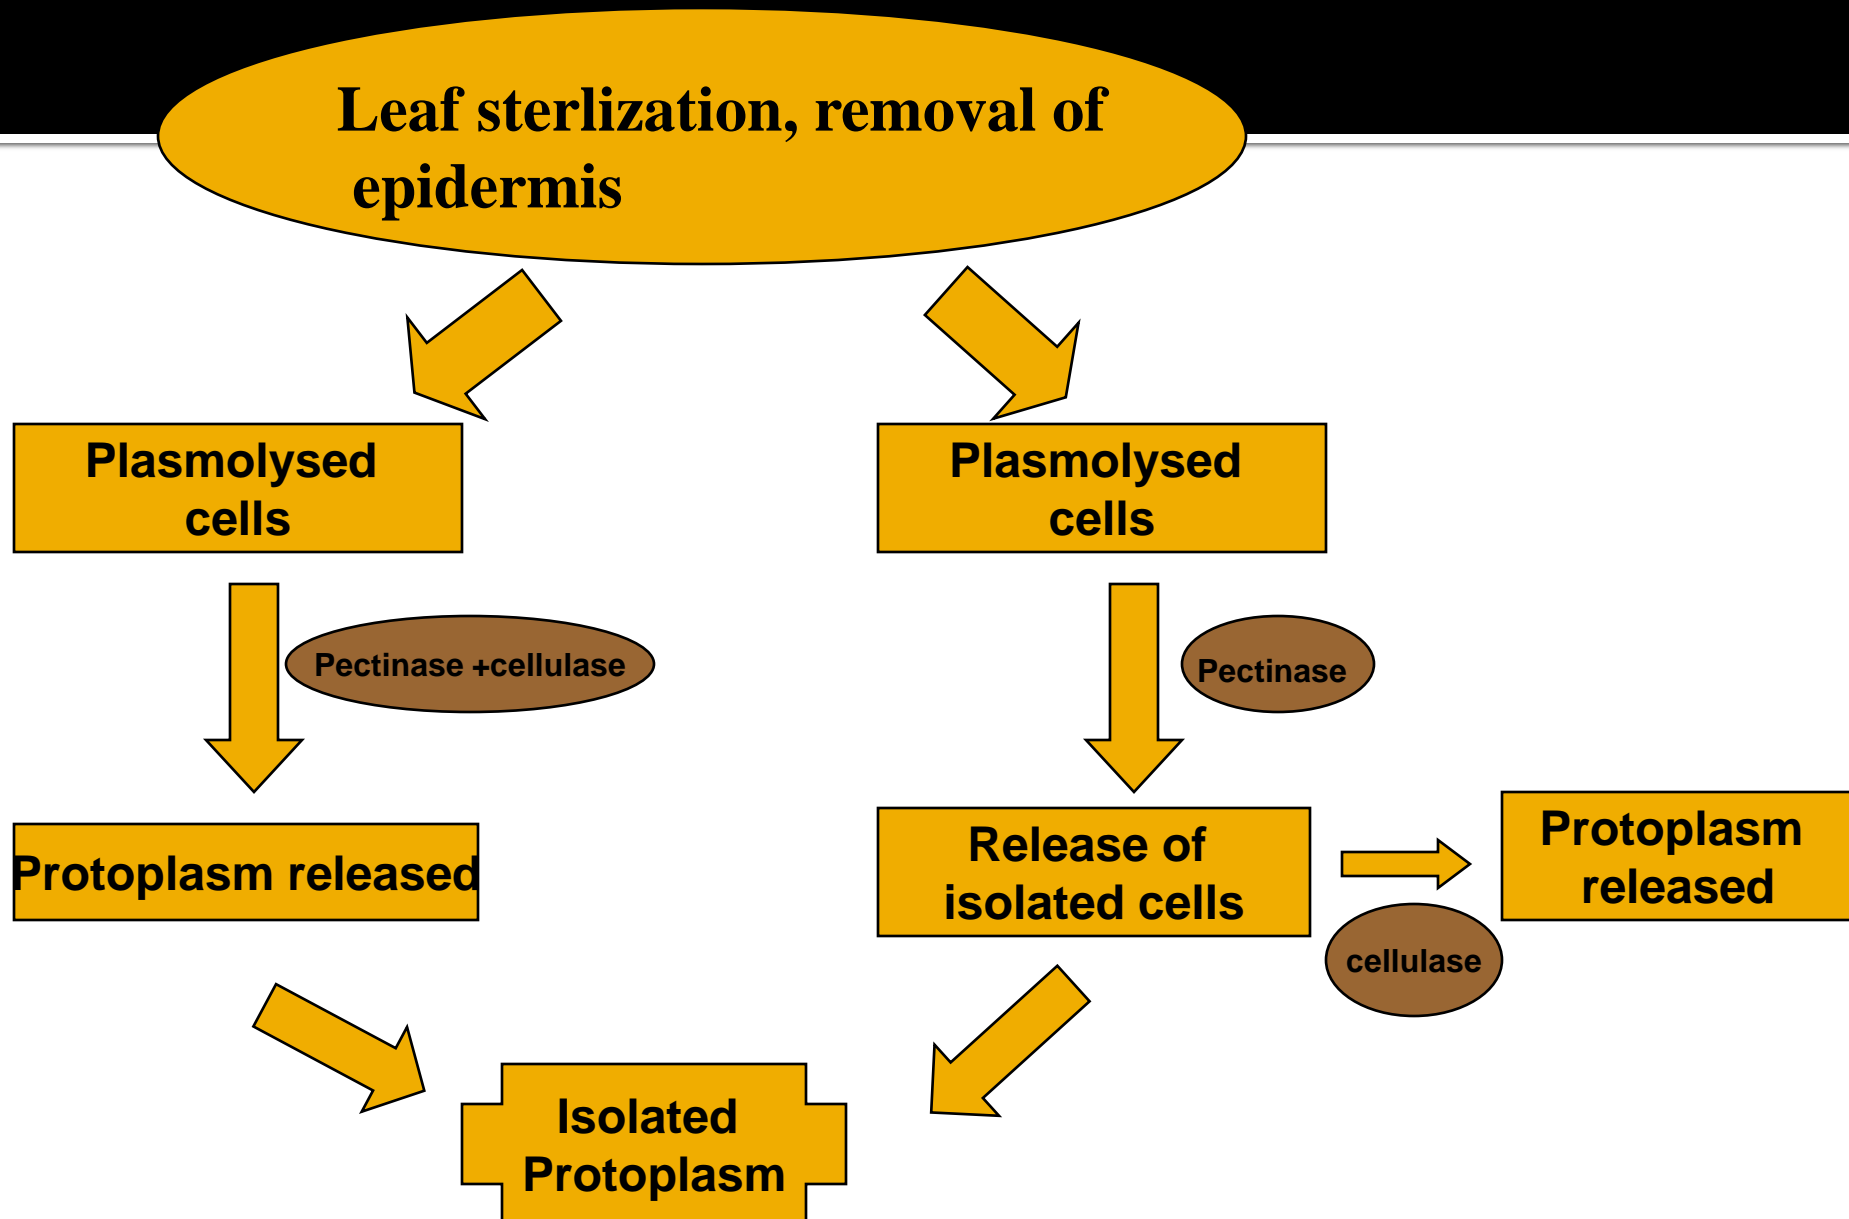 Leaf sterlization, removal of
epidermis
Plasmolysed
cells
Plasmolysed
cells
Pectinase +cellulase
Pectinase
Protoplasm released
Release of
isolated cells
Protoplasm
released
cellulase
Isolated
Protoplasm